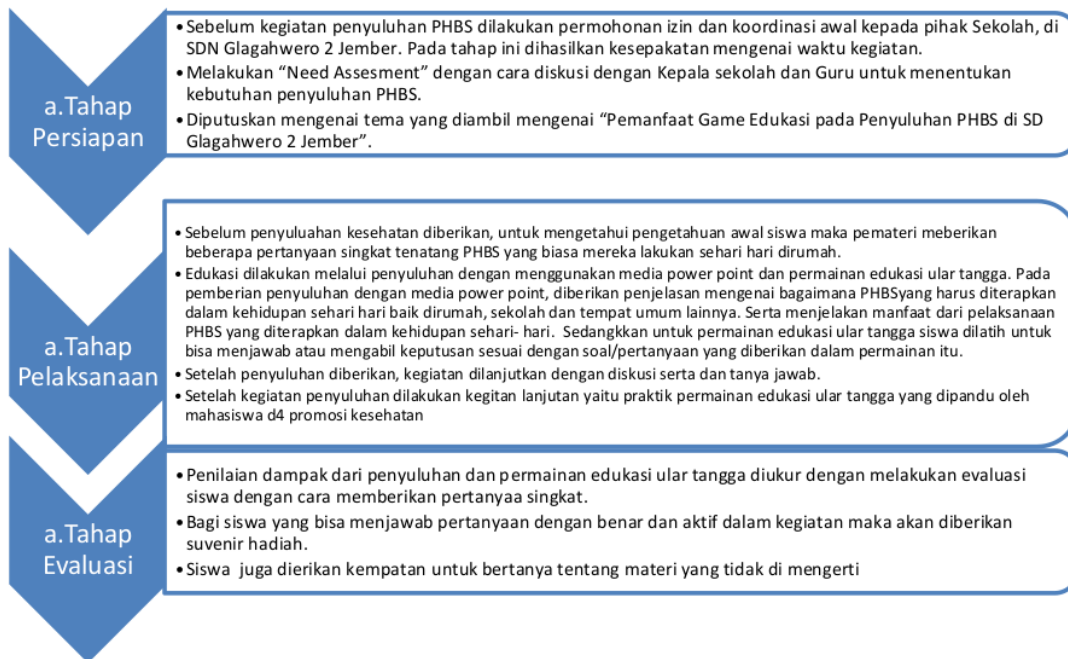 a.Tahap
Persiapan
• Sebelum kegiatan penyuluhan PHBS dilakukan permohonan izin dan koordinasi awal kepada pihak Sekolah, di
SDN Glagahwero 2 Jember. Pada tahap ini dihasilkan kesepakatan mengenai waktu kegiatan.
• Melakukan “Need Assesment” dengan cara diskusi dengan Kepala sekolah dan Guru untuk menentukan
kebutuhan penyuluhan PHBS.
• Diputuskan mengenai tema yang diambil mengenai “Pemanfaat Game Edukasi pada Penyuluhan PHBS di SD
Glagahwero 2 Jember”.
a.Tahap
Pelaksanaan
• Sebelum penyuluahan kesehatan diberikan, untuk mengetahui pengetahuan awal siswa maka pemateri meberikan
beberapa pertanyaan singkat tenatang PHBS yang biasa mereka lakukan sehari hari dirumah.
• Edukasi dilakukan melalui penyuluhan dengan menggunakan media power point dan permainan edukasi ular tangga. Pada
pemberian penyuluhan dengan media power point, diberikan penjelasan mengenai bagaimana PHBSyang harus diterapkan
dalam kehidupan sehari hari baik dirumah, sekolah dan tempat umum lainnya. Serta menjelakan manfaat dari pelaksanaan
PHBS yang diterapkan dalam kehidupan sehari- hari. Sedangkkan untuk permainan edukasi ular tangga siswa dilatih untuk
bisa menjawab atau mengabil keputusan sesuai dengan soal/pertanyaan yang diberikan dalam permainan itu.
• Setelah penyuluhan diberikan, kegiatan dilanjutkan dengan diskusi serta dan tanya jawab.
• Setelah kegiatan penyuluhan dilakukan kegitan lanjutan yaitu praktik permainan edukasi ular tangga yang dipandu oleh
mahasiswa d4 promosi kesehatan
a.Tahap
Evaluasi
• Penilaian dampak dari penyuluhan dan permainan edukasi ular tangga diukur dengan melakukan evaluasi
siswa dengan cara memberikan pertanyaa singkat.
• Bagi siswa yang bisa menjawab pertanyaan dengan benar dan aktif dalam kegiatan maka akan diberikan
suvenir hadiah.
• Siswa juga dierikan kempatan untuk bertanya tentang materi yang tidak di mengerti